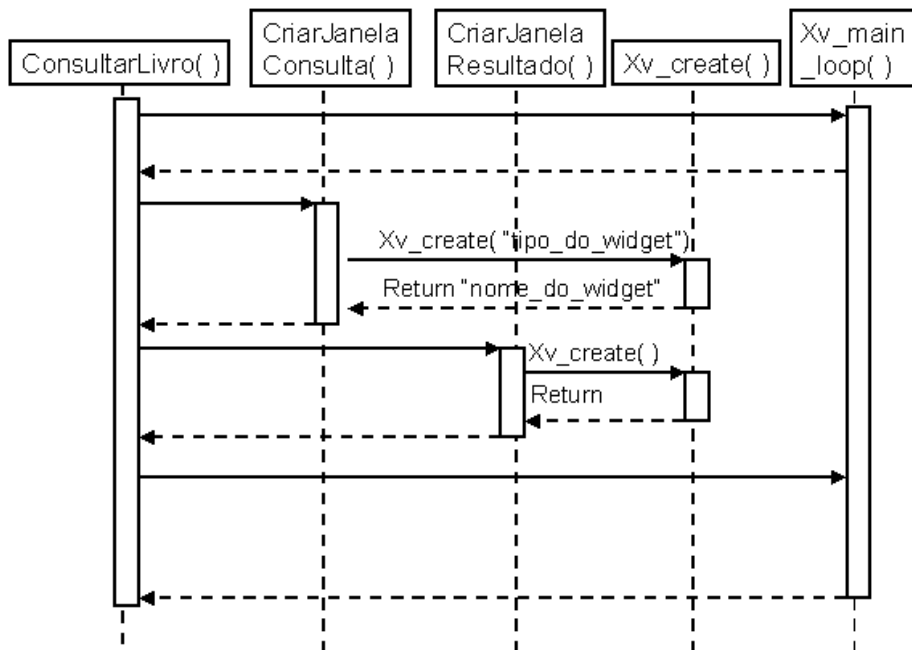 ConsultarLivro( )
CriarJanela
Consulta( )
CriarJanela
Resultado( )
Xv_create( )
Xv_main
_loop( )
Xv_create( "tipo_do_widget")
Return "nome_do_widget"
Xv_create( )
Return